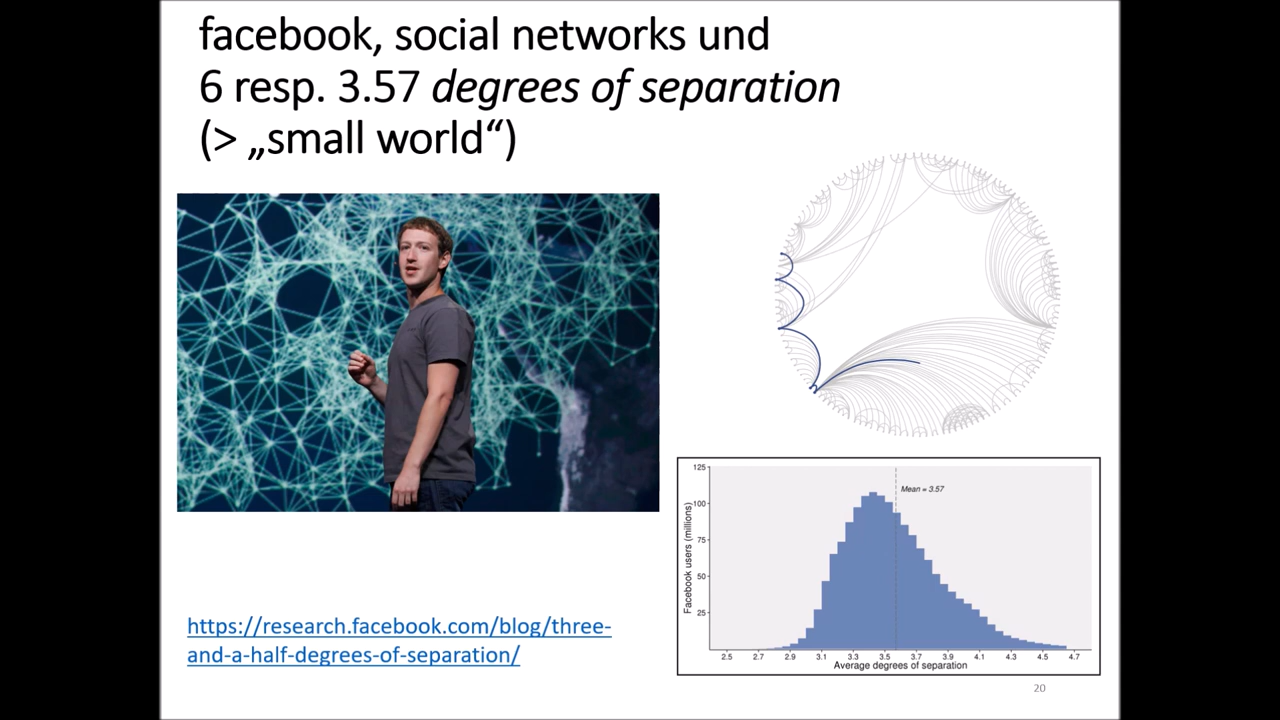 facebook, social networks und
6 resp. 3.57 degrees of separation
(> „small world“)
125
100
75
50
25
Facebook users (millions)
Mean = 3.57
2.5 2.7 2.9 3.1 3.3 3.5 3.7 3.9 4.1 4.3 4.5 4.7
Average degrees of separation
https://research.facebook.com/blog/three-
and-a-half-degrees-of-separation/
20